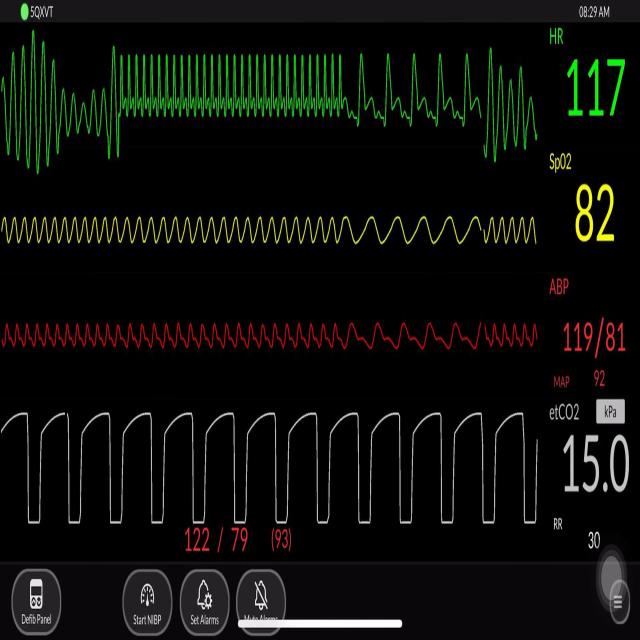 5QXVT
08:29 AM
HR
117
SpO2
82
ABP
119/81
MAP 92
etCO2 kPa
15.0
RR
30
122 / 79 (93)
Defib Panel
Start NIBP
Set Alarms
Mute Alarms